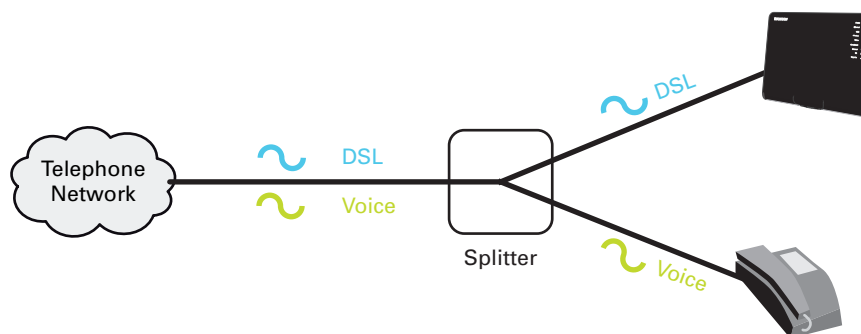 DSL
DSL
Telephone
Network
Voice
Splitter
Voice